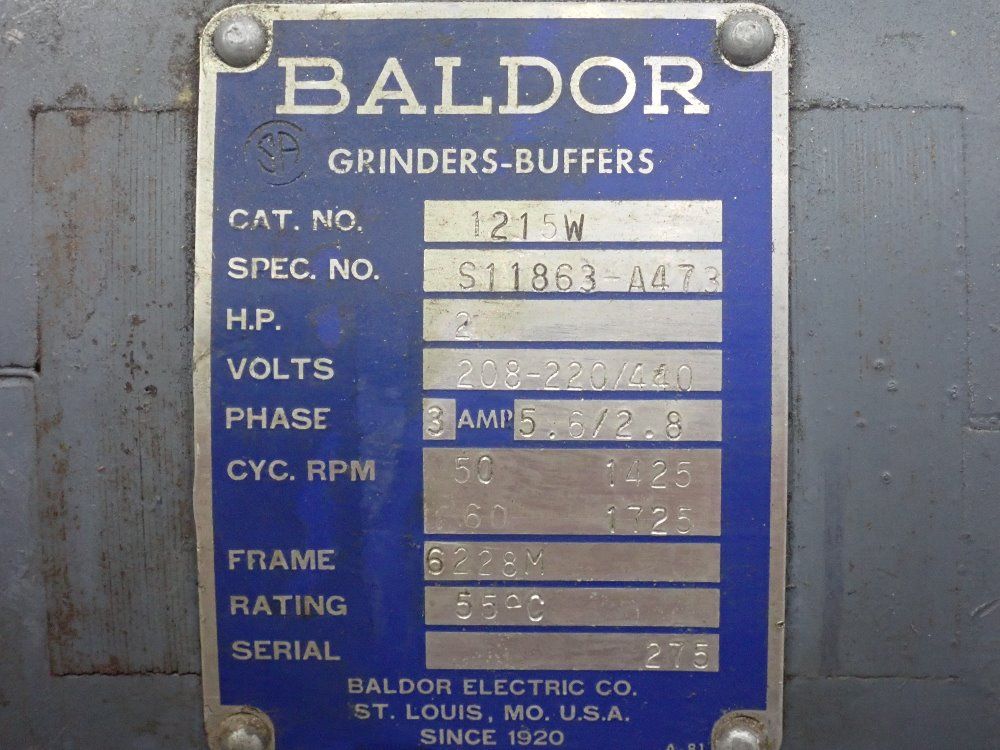 BALDOR
SA
GRINDERS-BUFFERS
CAT. NO. 1215W
SPEC. NO. S11863-A473
H.P. 2
VOLTS 208-220/440
PHASE 3 AMP 5.6/2.8
CYC. RPM 50 1425
60 1725
FRAME 6228M
RATING 55°C
SERIAL 275
BALDOR ELECTRIC CO.
ST. LOUIS, MO. U.S.A.
SINCE 1920
A 81